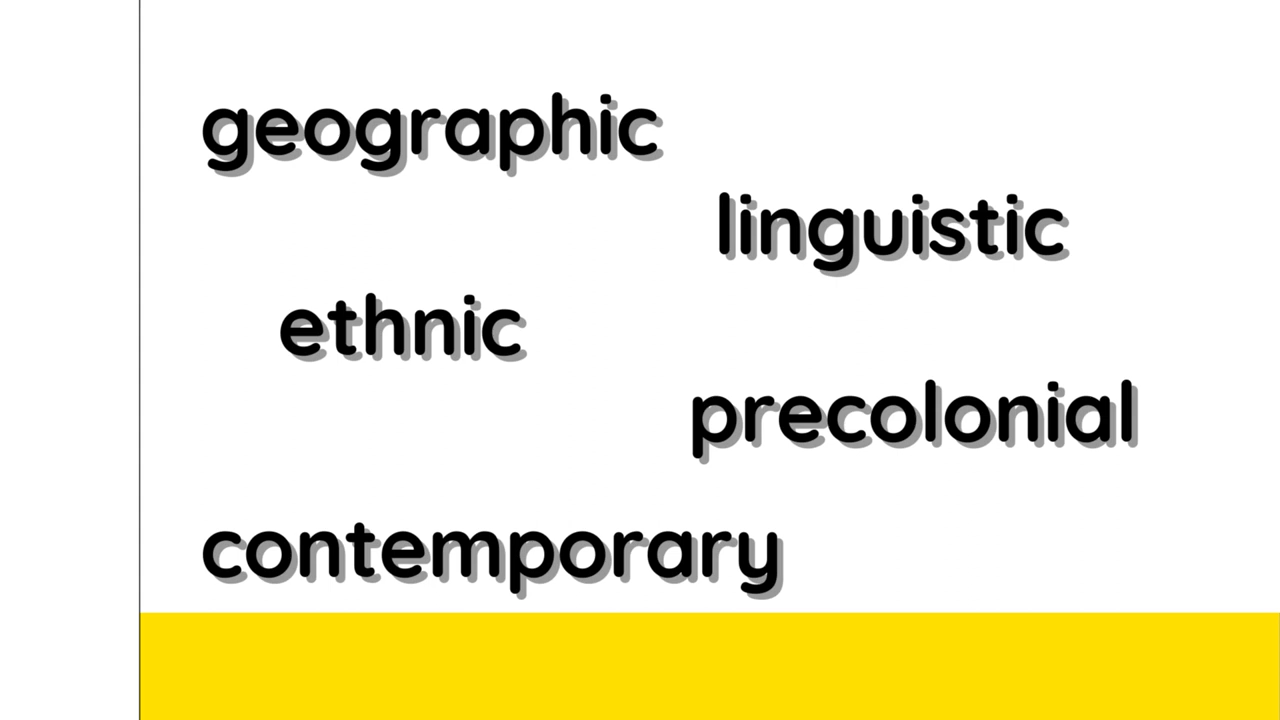 geographic
linguistic
ethnic
precolonial
contemporary